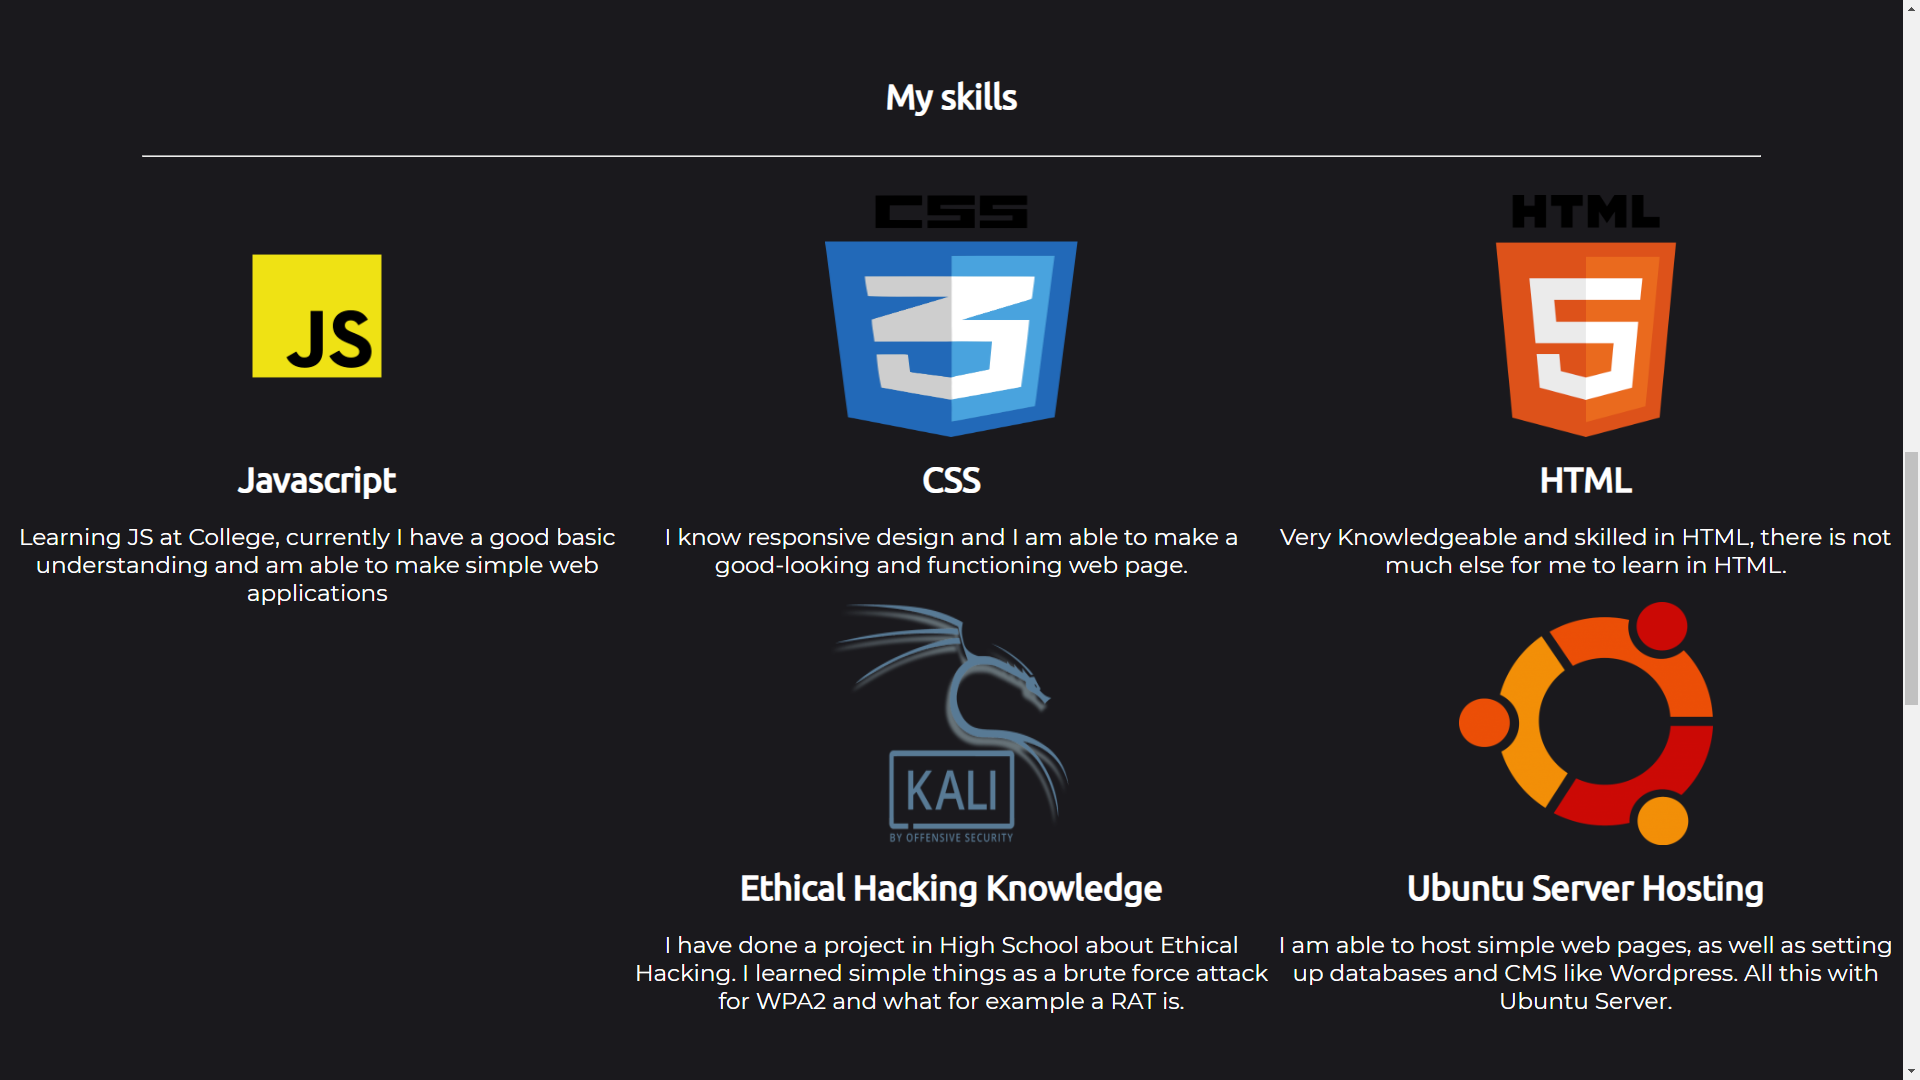 My skills
JS
Javascript
Learning JS at College, currently I have a good basic
understanding and am able to make simple web
applications
CSS
3
CSS
I know responsive design and I am able to make a
good-looking and functioning web page.
HTML
5
HTML
Very Knowledgeable and skilled in HTML, there is not
much else for me to learn in HTML.
KALI
BY OFFENSIVE SECURITY
Ethical Hacking Knowledge
I have done a project in High School about Ethical
Hacking. I learned simple things as a brute force attack
for WPA2 and what for example a RAT is.
Ubuntu Server Hosting
I am able to host simple web pages, as well as setting
up databases and CMS like Wordpress. All this with
Ubuntu Server.